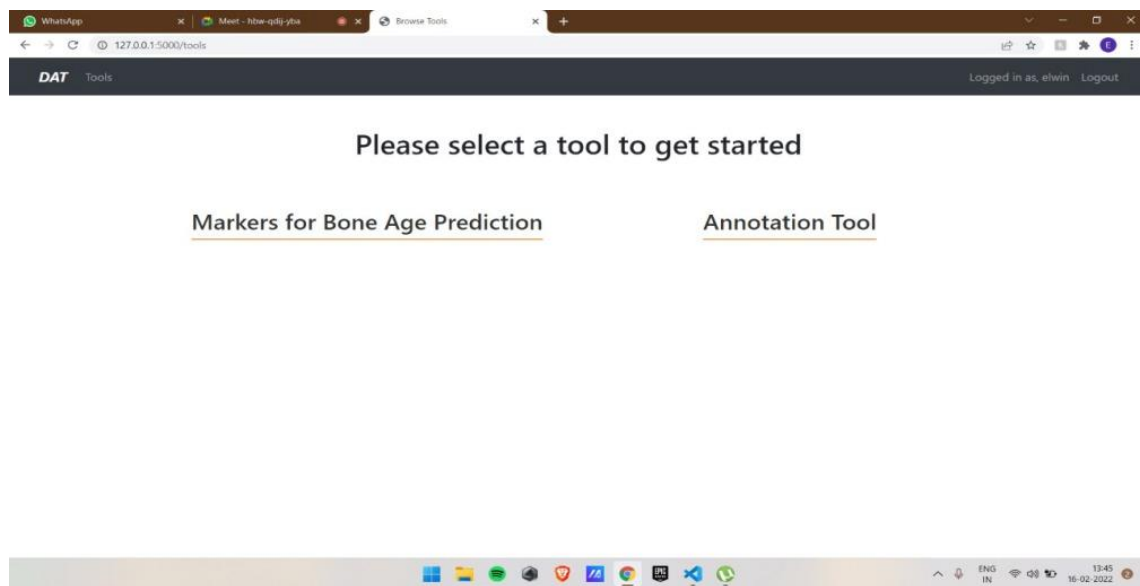 WhatsApp
Meet - hbw-qdij-yba
Browse Tools
127.0.0.1:5000/tools
E
DAT Tools
Logged in as, elwin Logout
Please select a tool to get started
Markers for Bone Age Prediction
Annotation Tool
EPIC
ENG
IN
13:45
16-02-2022